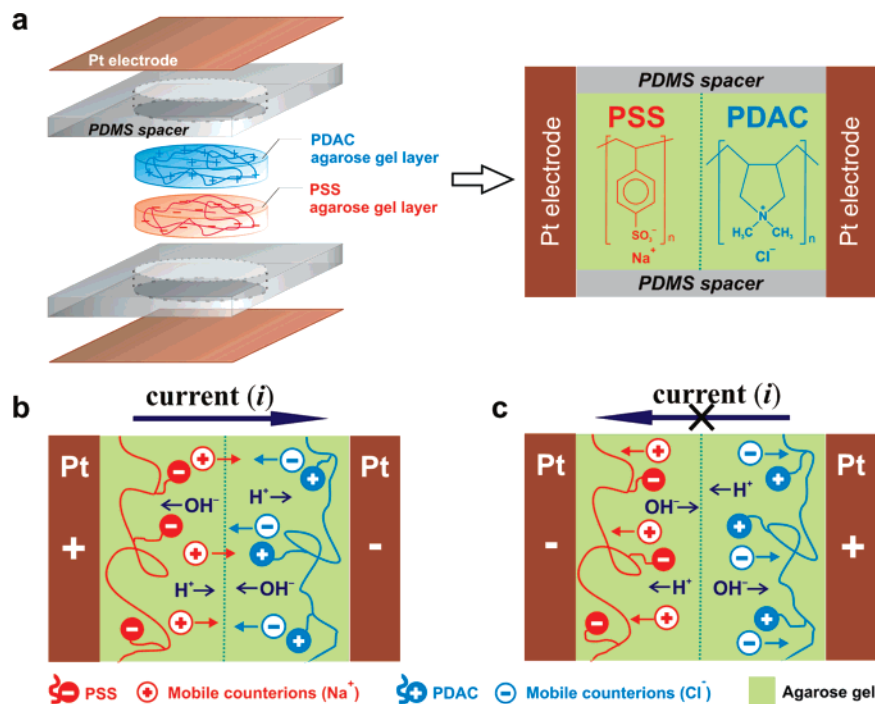 a
Pt electrode
PDMS spacer
PDAC
agarose gel layer
PSS
agarose gel layer
PDMS spacer
Pt electrode
PSS
PDAC
Pt electrode
SO₃⁻
n
Na⁺
N⁺
H₃C
CH₃
n
Cl⁻
PDMS spacer
b
current (i)
Pt
Pt
+
-
OH⁻
H⁺
H⁺
OH⁻
c
current (i)
Pt
Pt
-
+
H⁺
OH⁻
H⁺
OH⁻
PSS
Mobile counterions (Na⁺)
PDAC
Mobile counterions (Cl⁻)
Agarose gel